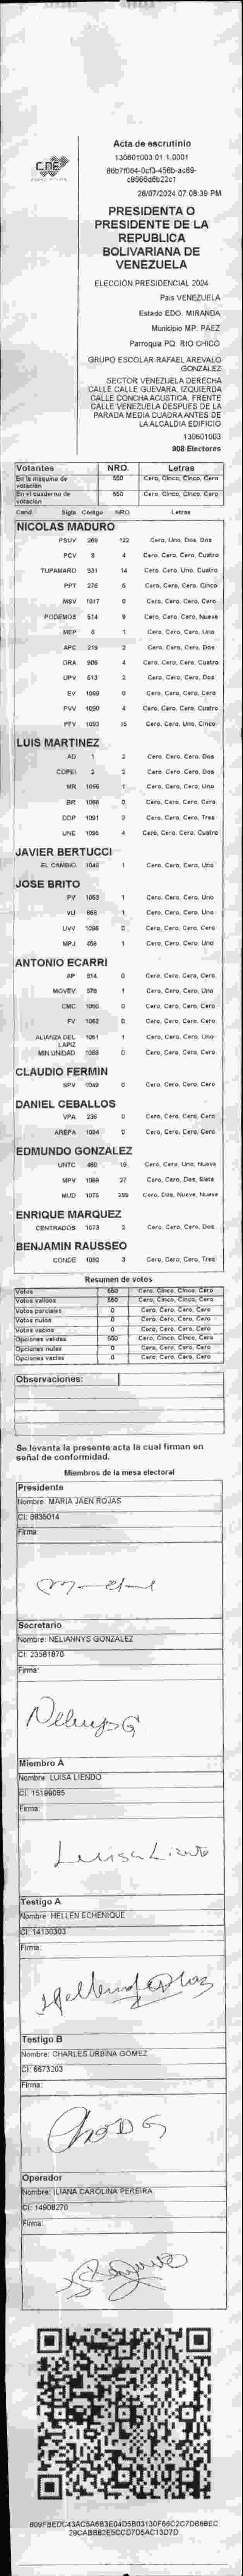 CNE
Acta de escrutinio
130601003.01.1.0001
28/07/2024 07:08:39 PM
PRESIDENTA O
PRESIDENTE DE LA
REPUBLICA
BOLIVARIANA DE
VENEZUELA
ELECCIÓN PRESIDENCIAL 2024
País VENEZUELA
Estado EDO. MIRANDA
Municipio MP. PAEZ
Parroquia PQ. RIO CHICO
GRUPO ESCOLAR RAFAEL AREVALO
GONZALEZ
SECTOR VENEZUELA DERECHA
CALLE CALLE GUEVARA. IZQUIERDA
CALLE CONCHA ACUSTICA. FRENTE
CALLE VENEZUELA DESPUES DE LA
PARADA MEDIA CUADRA ANTES DE
LA ALCALDIA EDIFICIO
130601003
908 Electores
Votantes NRO. Letras
En la máquina de votación 550 Cero, Cinco, Cinco, Cero
En el cuaderno de votación 550 Cero, Cinco, Cinco, Cero
Cand. Sigla Código NRO Letras
NICOLAS MADURO
PSUV 269 122 Cero, Uno, Dos, Dos
PCV 9 4 Cero, Cero, Cero, Cuatro
TUPAMARO 531 14 Cero, Cero, Uno, Cuatro
PPT 276 5 Cero, Cero, Cero, Cinco
MSV 1017 0 Cero, Cero, Cero, Cero
PODEMOS 514 9 Cero, Cero, Cero, Nueve
MEP 6 1 Cero, Cero, Cero, Uno
APC 219 2 Cero, Cero, Cero, Dos
ORA 906 4 Cero, Cero, Cero, Cuatro
UPV 613 2 Cero, Cero, Cero, Dos
EV 1069 0 Cero, Cero, Cero, Cero
PVV 1090 4 Cero, Cero, Cero, Cuatro
PFV 1093 15 Cero, Cero, Uno, Cinco
LUIS MARTINEZ
AD 1 2 Cero, Cero, Cero, Dos
COPEI 2 2 Cero, Cero, Cero, Dos
MR 1066 1 Cero, Cero, Cero, Uno
BR 1068 0 Cero, Cero, Cero, Cero
DDP 1091 3 Cero, Cero, Cero, Tres
UNE 1095 4 Cero, Cero, Cero, Cuatro
JAVIER BERTUCCI
EL CAMBIO 1048 1 Cero, Cero, Cero, Uno
JOSE BRITO
PV 1053 1 Cero, Cero, Cero, Uno
VU 868 1 Cero, Cero, Cero, Uno
UVV 1096 0 Cero, Cero, Cero, Cero
MPJ 468 1 Cero, Cero, Cero, Uno
ANTONIO ECARRI
AP 814 0 Cero, Cero, Cero, Cero
MOVEV 878 1 Cero, Cero, Cero, Uno
CMC 1050 0 Cero, Cero, Cero, Cero
FV 1062 0 Cero, Cero, Cero, Cero
ALIANZA DEL LAPIZ 1051 1 Cero, Cero, Cero, Uno
MIN UNIDAD 1068 0 Cero, Cero, Cero, Cero
CLAUDIO FERMIN
SPV 1049 0 Cero, Cero, Cero, Cero
DANIEL CEBALLOS
VPA 236 0 Cero, Cero, Cero, Cero
AREPA 1094 0 Cero, Cero, Cero, Cero
EDMUNDO GONZALEZ
UNTC 460 19 Cero, Cero, Uno, Nueve
MPV 1089 27 Cero, Cero, Dos, Siete
MUD 1076 299 Cero, Dos, Nueve, Nueve
ENRIQUE MARQUEZ
CENTRADOS 1073 2 Cero, Cero, Cero, Dos
BENJAMIN RAUSSEO
CONDE 1092 3 Cero, Cero, Cero, Tres
Resumen de votos
Votos 550 Cero, Cinco, Cinco, Cero
Votos validos 550 Cero, Cinco, Cinco, Cero
Votos parciales 0 Cero, Cero, Cero, Cero
Votos nulos 0 Cero, Cero, Cero, Cero
Votos vacios 0 Cero, Cero, Cero, Cero
Opciones validas 550 Cero, Cinco, Cinco, Cero
Opciones nulas 0 Cero, Cero, Cero, Cero
Opciones vacias 0 Cero, Cero, Cero, Cero
Observaciones:
Se levanta la presente acta la cual firman en
señal de conformidad.
Miembros de la mesa electoral
Presidente
Nombre: MARIA JAEN ROJAS
CI: 6835014
Firma:
Secretario
Nombre: NELIANNYS GONZALEZ
CI: 23581870
Firma:
Miembro A
Nombre: LUISA LIENDO
CI: 15199085
Firma:
Luisa Liendo
Testigo A
Nombre: HELLEN ECHENIQUE
CI: 14130303
Firma:
Testigo B
Nombre: CHARLES URBINA GOMEZ
CI: 6673203
Firma:
Operador
Nombre: ILIANA CAROLINA PEREIRA
CI: 14908270
Firma: